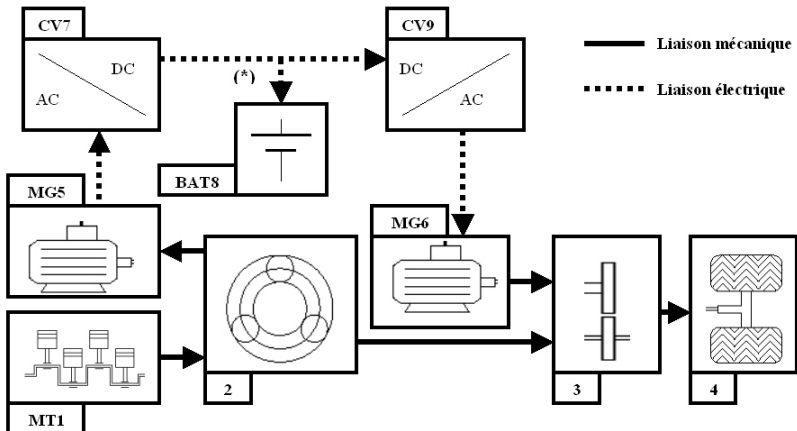 CV7
CV9
DC
AC
(*)
DC
AC
Liaison mécanique
Liaison électrique
BAT8
MG5
MG6
2
3
4
MT1